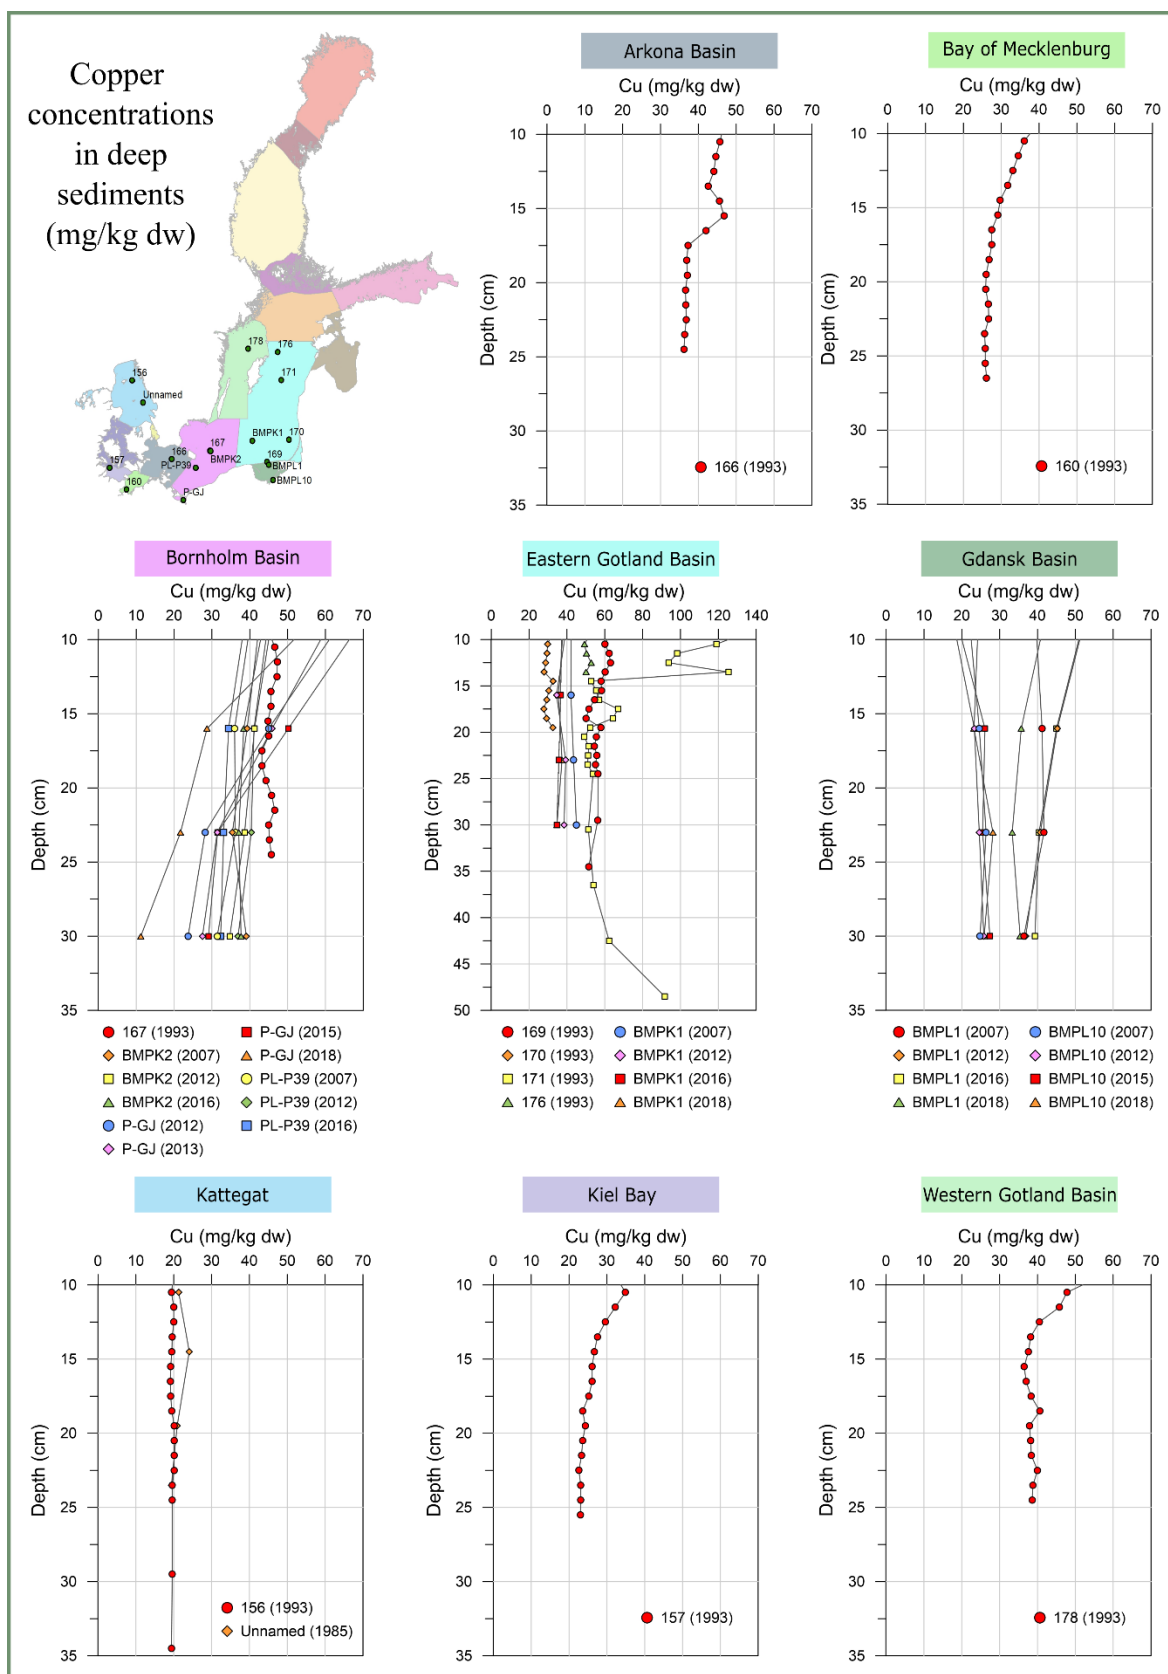 Copper
concentrations
in deep
sediments
(mg/kg dw)
178
176
171
156
Unnamed
BMPK1
170
167
BMPK2
166
PL-P39
169
BMPL1
BMPL10
157
160
P-GJ
Arkona Basin
Cu (mg/kg dw)
0 10 20 30 40 50 60 70
10
15
20
25
30
35
Depth (cm)
166 (1993)
Bay of Mecklenburg
Cu (mg/kg dw)
0 10 20 30 40 50 60 70
10
15
20
25
30
35
Depth (cm)
160 (1993)
Bornholm Basin
Cu (mg/kg dw)
0 10 20 30 40 50 60 70
10
15
20
25
30
35
Depth (cm)
167 (1993)
BMPK2 (2007)
BMPK2 (2012)
BMPK2 (2016)
P-GJ (2012)
P-GJ (2013)
P-GJ (2015)
P-GJ (2018)
PL-P39 (2007)
PL-P39 (2012)
PL-P39 (2016)
Eastern Gotland Basin
Cu (mg/kg dw)
0 20 40 60 80 100 120 140
10
15
20
25
30
35
40
45
50
Depth (cm)
169 (1993)
170 (1993)
171 (1993)
176 (1993)
BMPK1 (2007)
BMPK1 (2012)
BMPK1 (2016)
BMPK1 (2018)
Gdansk Basin
Cu (mg/kg dw)
0 10 20 30 40 50 60 70
10
15
20
25
30
35
Depth (cm)
BMPL1 (2007)
BMPL1 (2012)
BMPL1 (2016)
BMPL1 (2018)
BMPL10 (2007)
BMPL10 (2012)
BMPL10 (2015)
BMPL10 (2018)
Kattegat
Cu (mg/kg dw)
0 10 20 30 40 50 60 70
10
15
20
25
30
35
Depth (cm)
156 (1993)
Unnamed (1985)
Kiel Bay
Cu (mg/kg dw)
0 10 20 30 40 50 60 70
10
15
20
25
30
35
Depth (cm)
157 (1993)
Western Gotland Basin
Cu (mg/kg dw)
0 10 20 30 40 50 60 70
10
15
20
25
30
35
Depth (cm)
178 (1993)